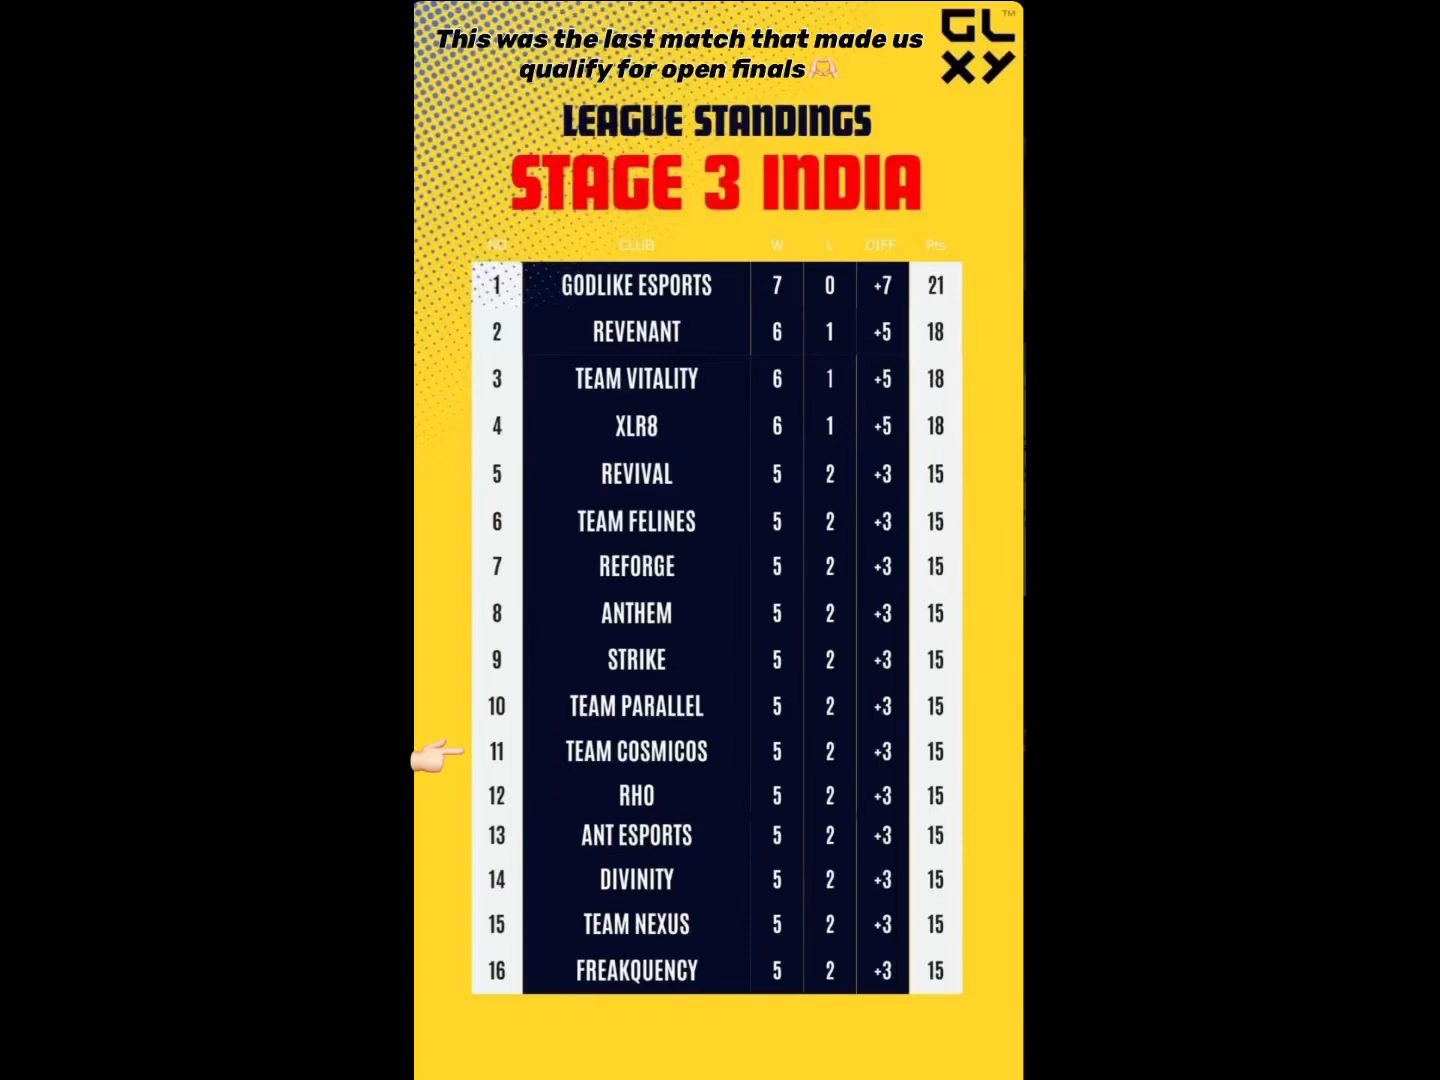 This was the last match that made us
qualify for open finals🫶🏻
GL
XY™
LEAGUE STANDINGS
STAGE 3 INDIA
NO CLUB W L DIFF Pts
1 GODLIKE ESPORTS 7 0 +7 21
2 REVENANT 6 1 +5 18
3 TEAM VITALITY 6 1 +5 18
4 XLR8 6 1 +5 18
5 REVIVAL 5 2 +3 15
6 TEAM FELINES 5 2 +3 15
7 REFORGE 5 2 +3 15
8 ANTHEM 5 2 +3 15
9 STRIKE 5 2 +3 15
10 TEAM PARALLEL 5 2 +3 15
11 TEAM COSMICOS 5 2 +3 15
12 RHO 5 2 +3 15
13 ANT ESPORTS 5 2 +3 15
14 DIVINITY 5 2 +3 15
15 TEAM NEXUS 5 2 +3 15
16 FREAKQUENCY 5 2 +3 15